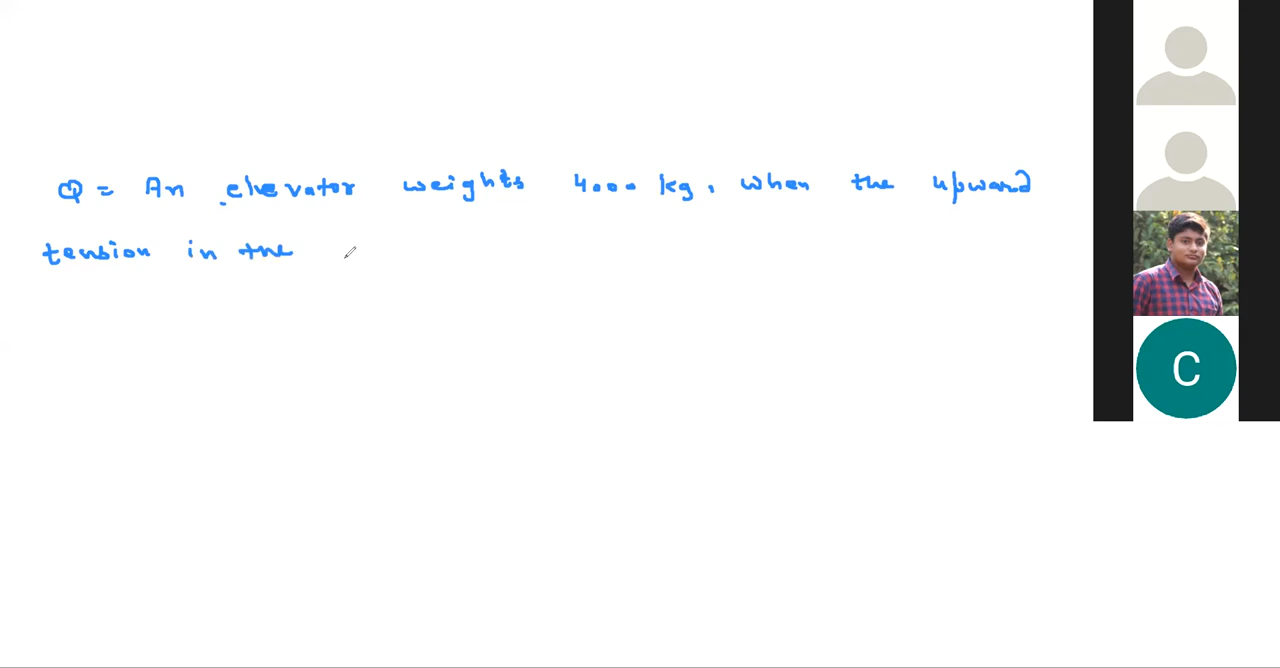 Q = An elevator weights 4000 kg, when the upward
tension in the
C